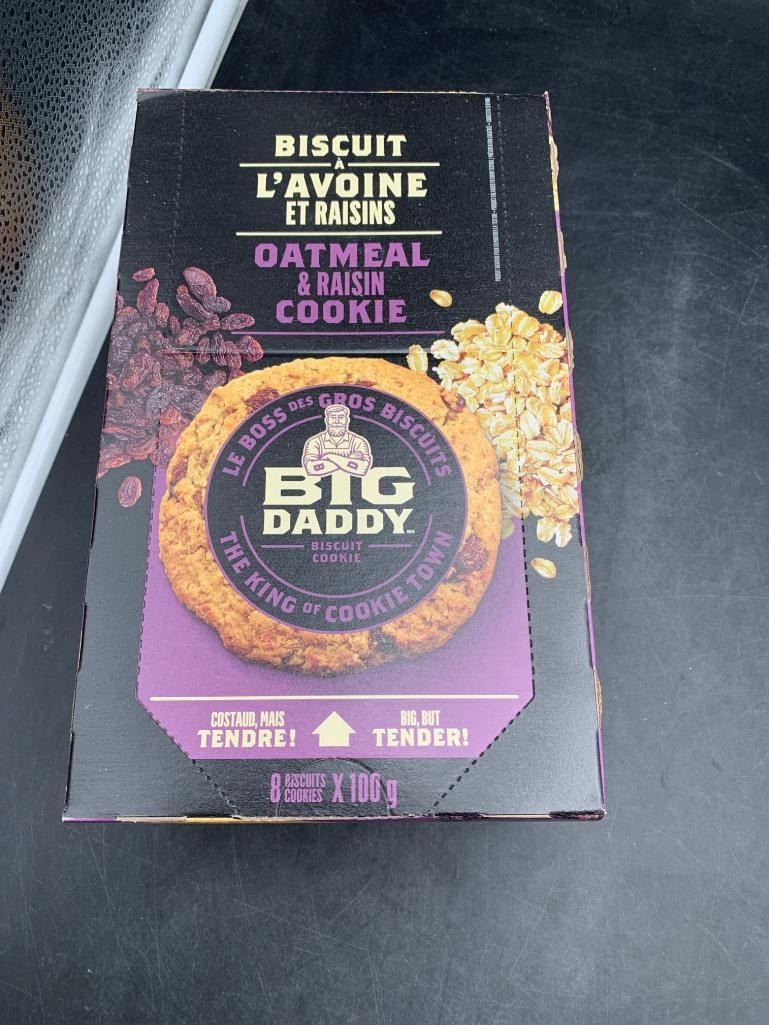 BISCUIT
À
L'AVOINE
ET RAISINS
OATMEAL
& RAISIN
COOKIE
LE BOSS DES GROS BISCUITS
BIG
DADDY
BISCUIT
COOKIE
THE KING OF COOKIE TOWN
COSTAUD, MAIS
TENDRE!
BIG, BUT
TENDER!
8 BISCUITS
COOKIES X 100 g